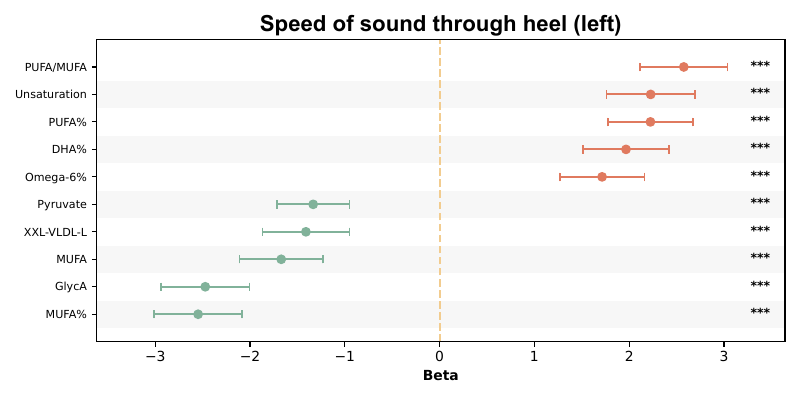 Speed of sound through heel (left)
PUFA/MUFA ***
Unsaturation ***
PUFA% ***
DHA% ***
Omega-6% ***
Pyruvate ***
XXL-VLDL-L ***
MUFA ***
GlycA ***
MUFA% ***
−3 −2 −1 0 1 2 3
Beta